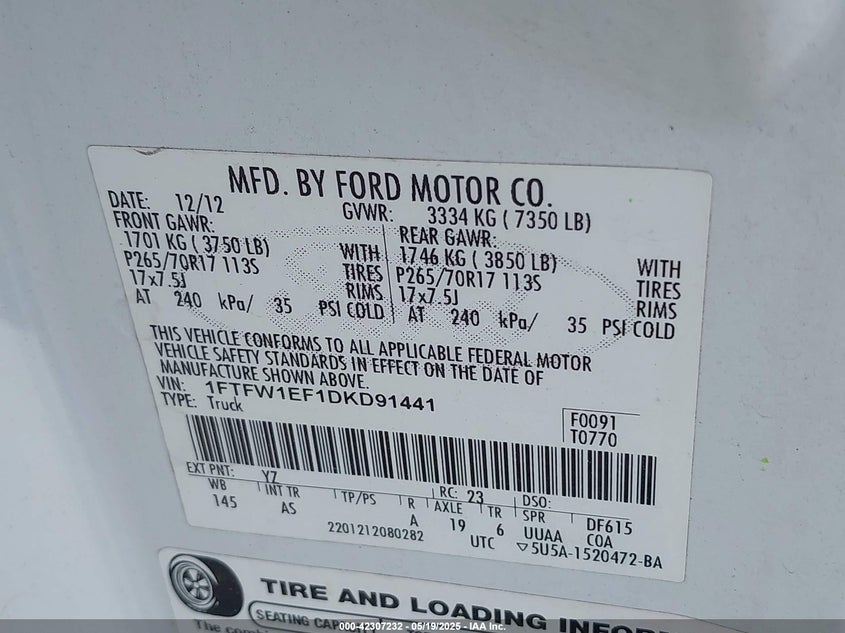 MFD. BY FORD MOTOR CO.
DATE: 12/12 GVWR: 3334 KG ( 7350 LB)
FRONT GAWR: REAR GAWR:
1701 KG ( 3750 LB) WITH 1746 KG ( 3850 LB) WITH
P265/70R17 113S TIRES P265/70R17 113S TIRES
17x7.5J RIMS 17x7.5J RIMS
AT 240 kPa/ 35 PSI COLD AT 240 kPa/ 35 PSI COLD
THIS VEHICLE CONFORMS TO ALL APPLICABLE FEDERAL MOTOR
VEHICLE SAFETY STANDARDS IN EFFECT ON THE DATE OF
MANUFACTURE SHOWN ABOVE.
VIN: 1FTFW1EF1DKD91441
TYPE: Truck
F0091
T0770
EXT PNT: YZ RC: 23 DSO:
WB INT TR TP/PS R AXLE TR SPR DF615
145 AS A 19 6 UUAA COA
2201212080282 UTC ▽5U5A-1520472-BA
TIRE AND LOADING INFOR
SEATING CAPACITY
The combin
000-42307232 — 05/19/2025 — IAA Inc.